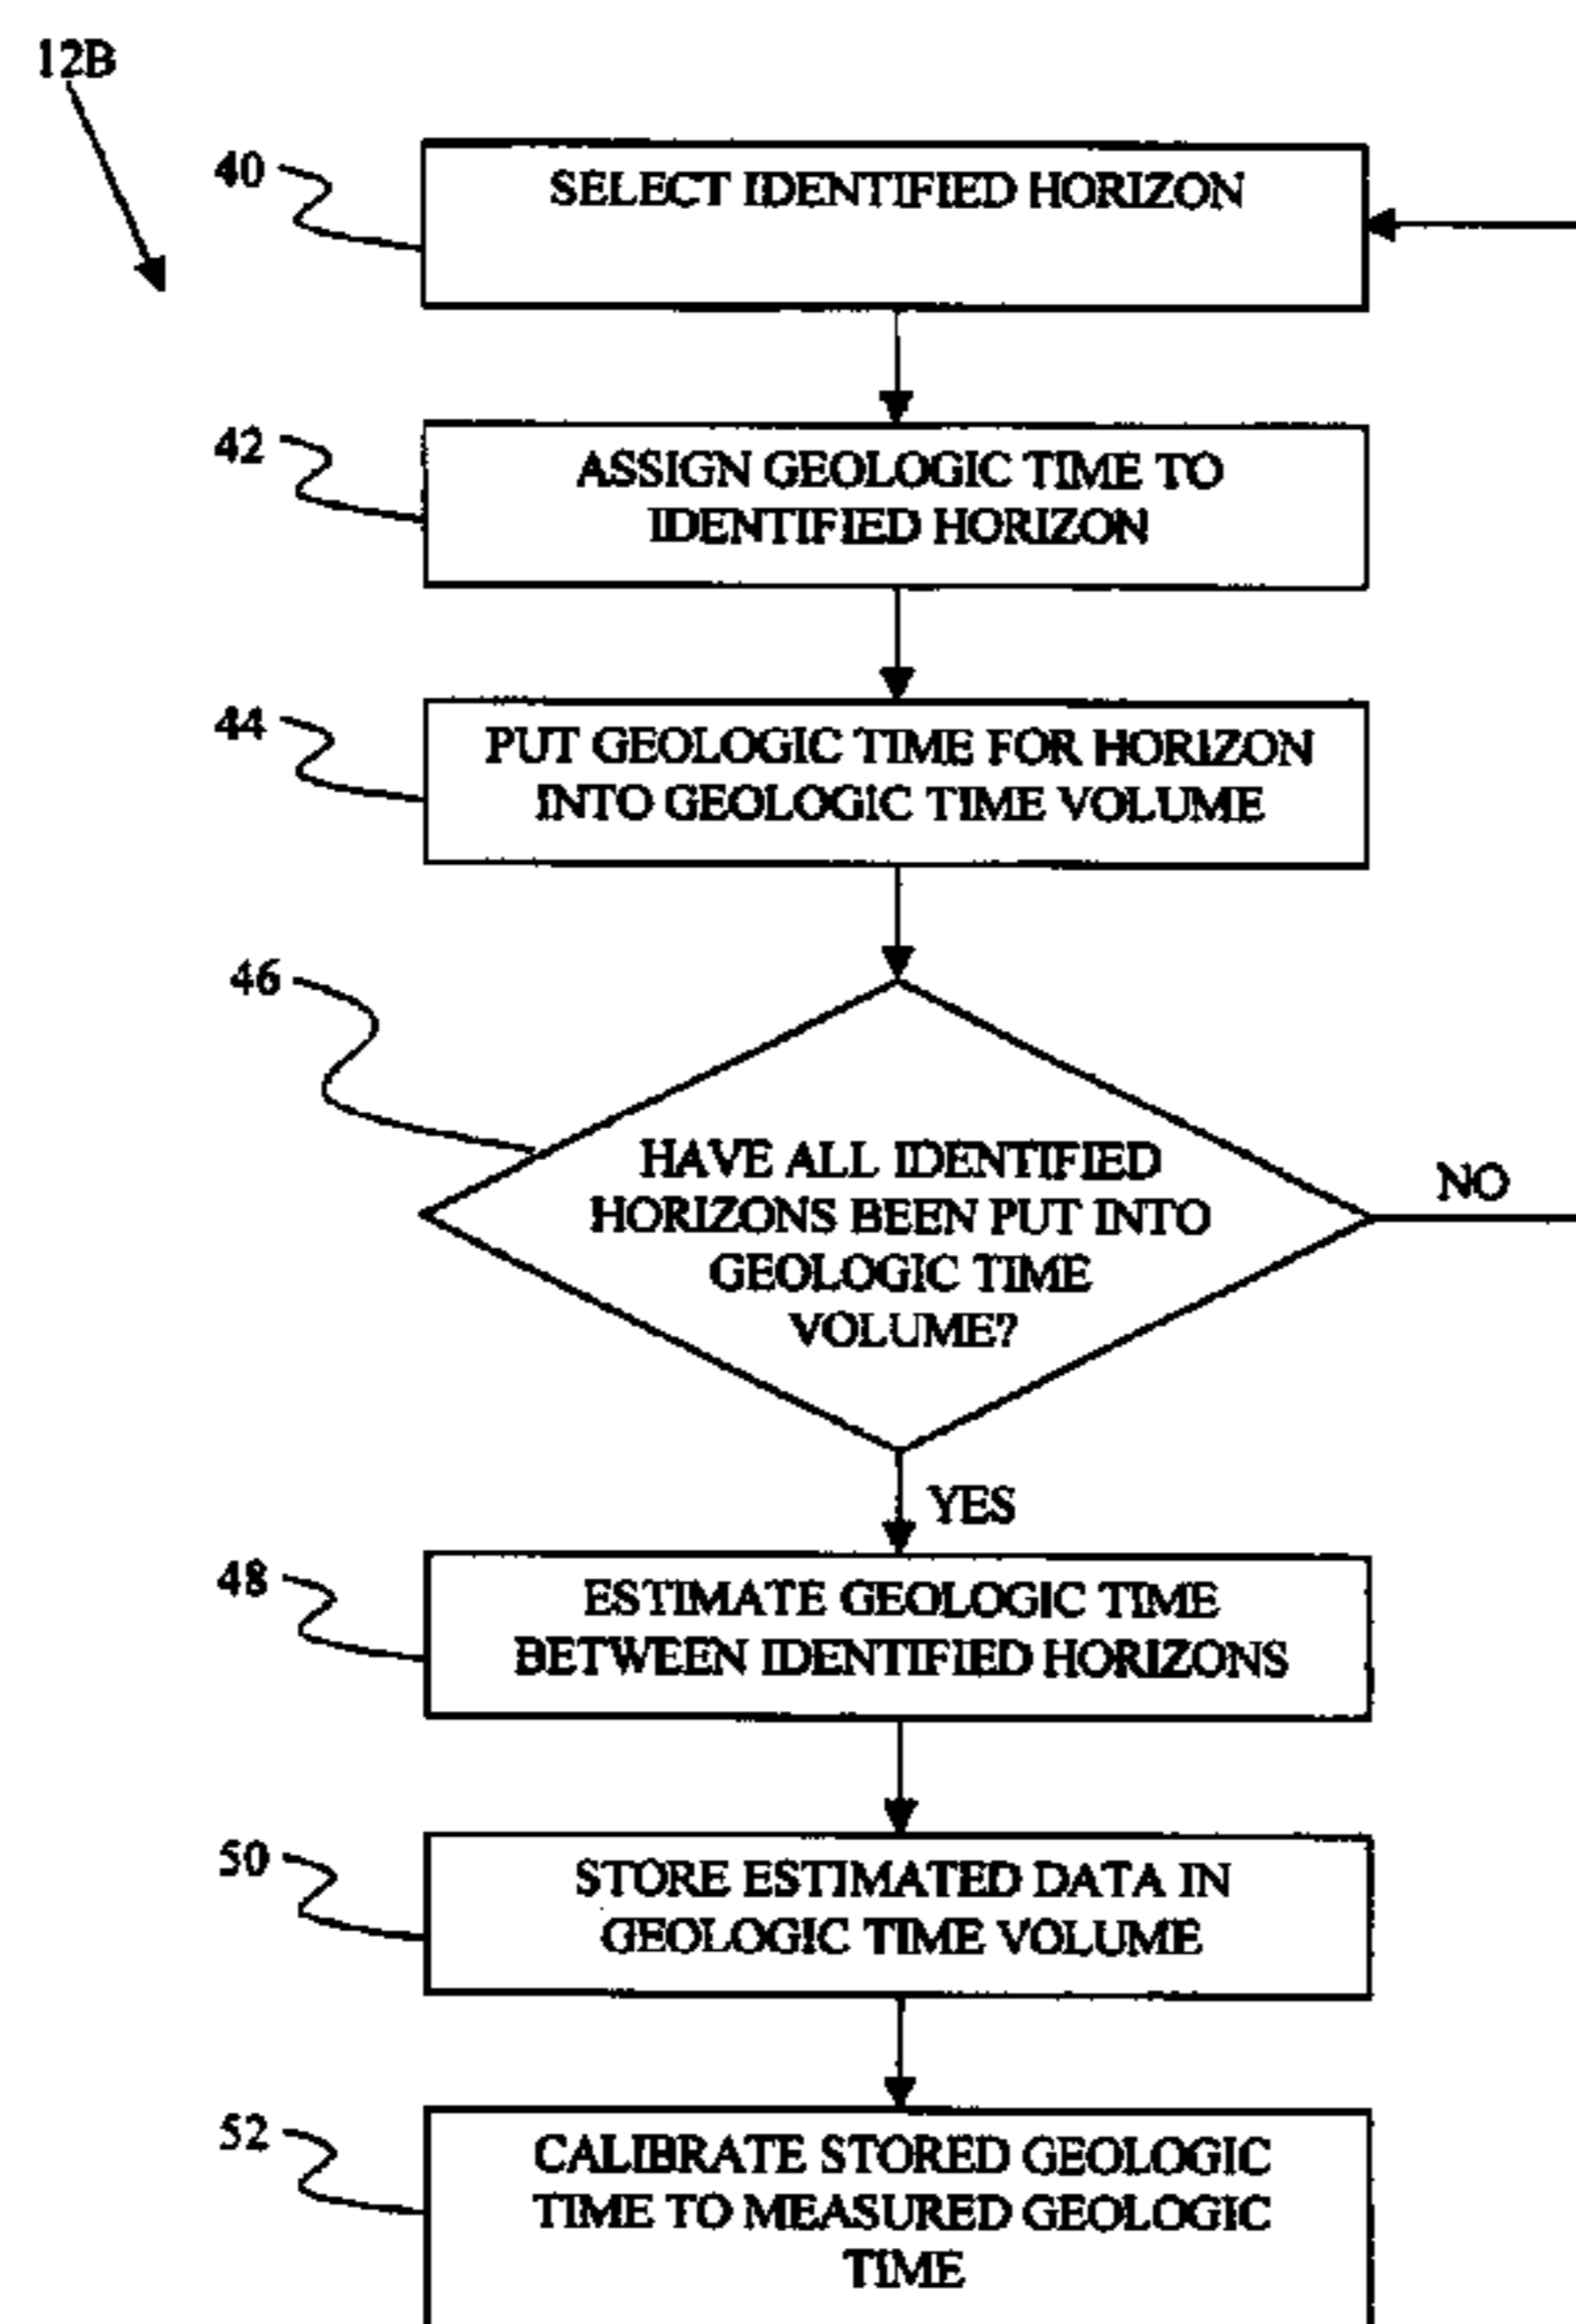 12B
40
SELECT IDENTIFIED HORIZON
42
ASSIGN GEOLOGIC TIME TO
IDENTIFIED HORIZON
44
PUT GEOLOGIC TIME FOR HORIZON
INTO GEOLOGIC TIME VOLUME
46
HAVE ALL IDENTIFIED
HORIZONS BEEN PUT INTO
GEOLOGIC TIME
VOLUME?
NO
YES
48
ESTIMATE GEOLOGIC TIME
BETWEEN IDENTIFIED HORIZONS
50
STORE ESTIMATED DATA IN
GEOLOGIC TIME VOLUME
52
CALIBRATE STORED GEOLOGIC
TIME TO MEASURED GEOLOGIC
TIME